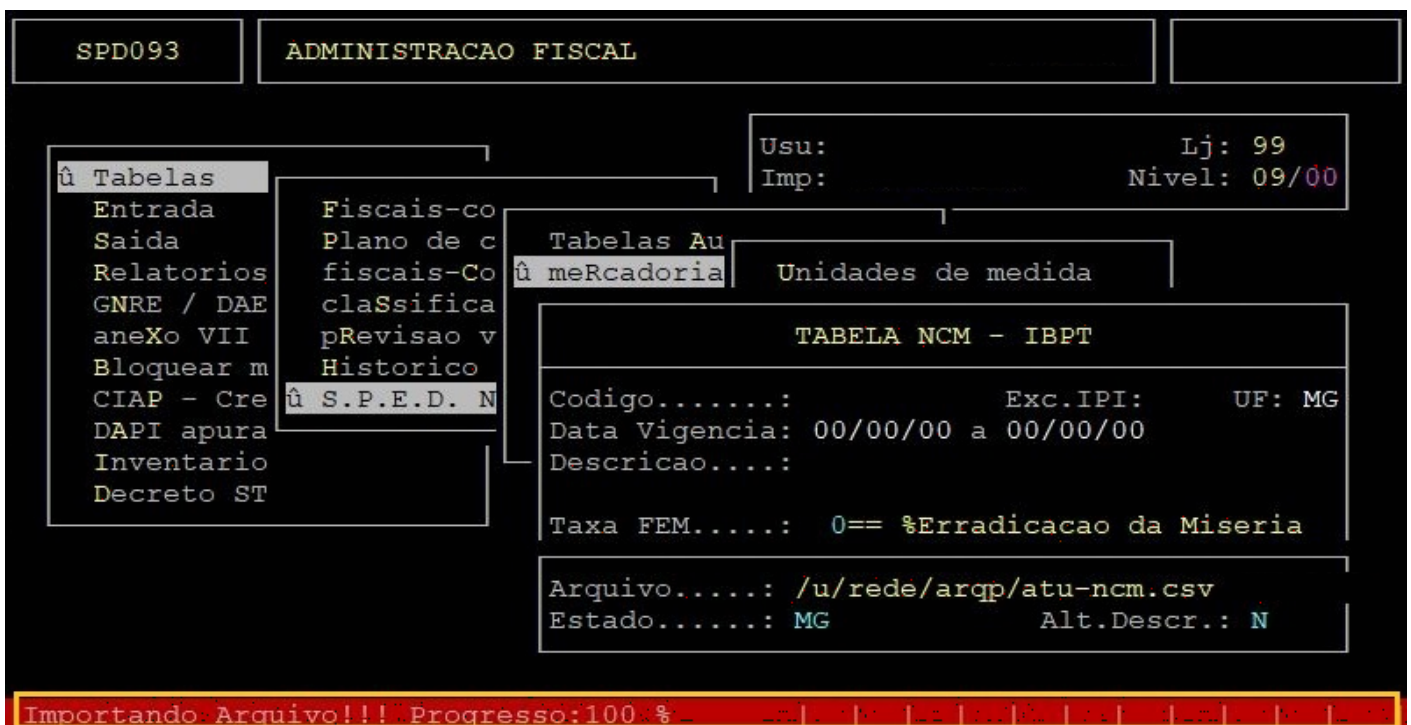 SPD093
ADMINISTRACAO FISCAL
Usu: Lj: 99
Imp: Nivel: 09/00
û Tabelas
Entrada
Saida
Relatorios
GNRE / DAE
aneXo VII
Bloquear m
CIAP - Cre
DAPI apura
Inventario
Decreto ST
Fiscais-co
Plano de c
fiscais-Co
claSsifica
pRevisao v
Historico
û S.P.E.D. N
Tabelas Au
û meRcadoria
Unidades de medida
TABELA NCM - IBPT
Codigo.......: Exc.IPI: UF: MG
Data Vigencia: 00/00/00 a 00/00/00
Descricao....:
Taxa FEM.....: 0== %Erradicacao da Miseria
Arquivo.....: /u/rede/arqp/atu-ncm.csv
Estado......: MG Alt.Descr.: N
Importando Arquivo!!! Progresso:100 %